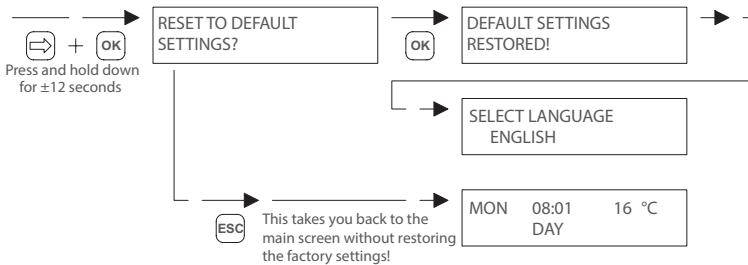 RESET TO DEFAULT
SETTINGS?
DEFAULT SETTINGS
RESTORED!
+ OK
OK
Press and hold down
for ±12 seconds
SELECT LANGUAGE
ENGLISH
ESC
This takes you back to the
main screen without restoring
the factory settings!
MON 08:01 16 °C
DAY